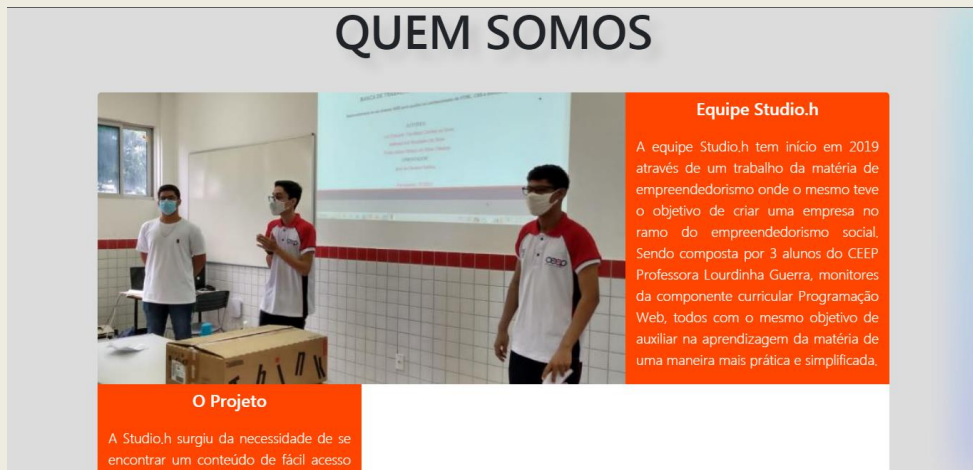 QUEM SOMOS
Equipe Studio.h
A equipe Studio.h tem início em 2019
através de um trabalho da matéria de
empreendedorismo onde o mesmo teve
o objetivo de criar uma empresa no
ramo do empreendedorismo social.
Sendo composta por 3 alunos do CEEP
Professora Lourdinha Guerra, monitores
da componente curricular Programação
Web, todos com o mesmo objetivo de
auxiliar na aprendizagem da matéria de
uma maneira mais prática e simplificada.
ceep
ceep
O Projeto
A Studio.h surgiu da necessidade de se
encontrar um conteúdo de fácil acesso